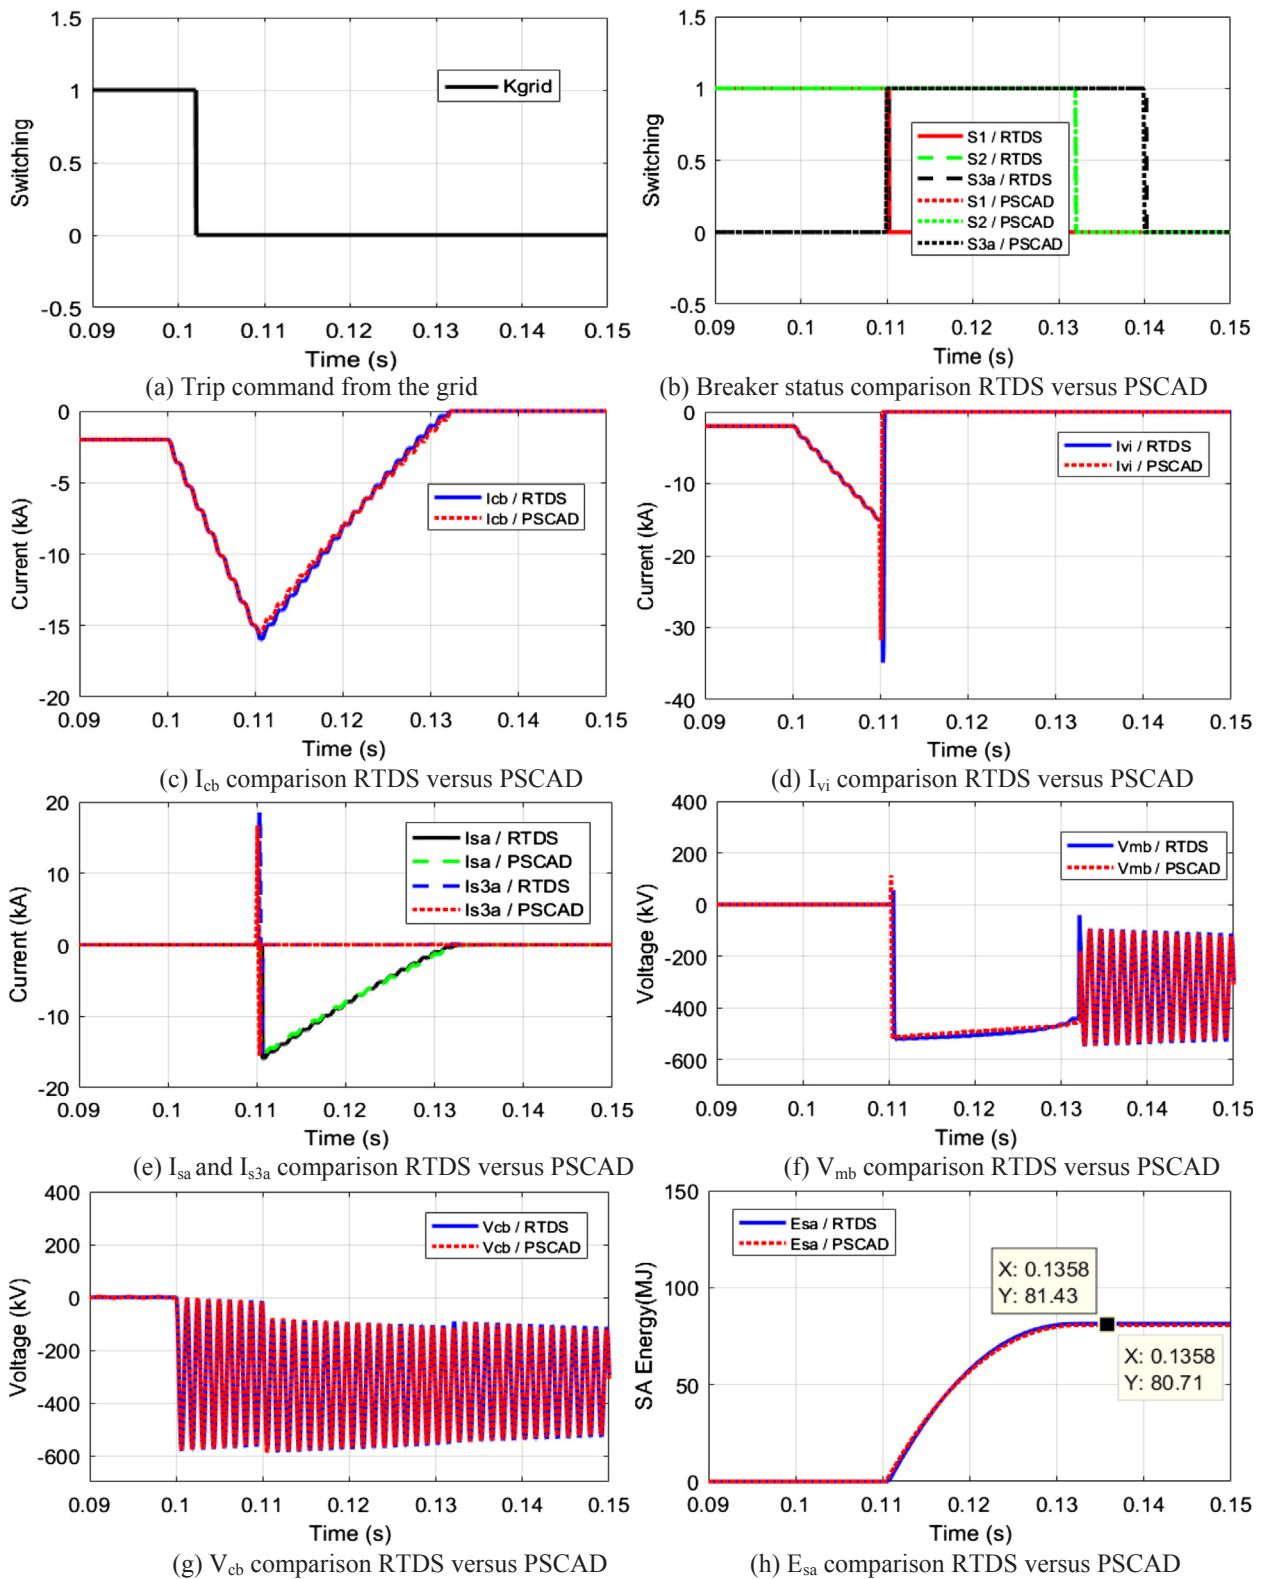 1.5
1
0.5
0
-0.5
Switching
Kgrid
0.09 0.1 0.11 0.12 0.13 0.14 0.15
Time (s)
(a) Trip command from the grid
1.5
1
0.5
0
-0.5
Switching
S1 / RTDS
S2 / RTDS
S3a / RTDS
S1 / PSCAD
S2 / PSCAD
S3a / PSCAD
0.09 0.1 0.11 0.12 0.13 0.14 0.15
Time (s)
(b) Breaker status comparison RTDS versus PSCAD
0
-5
-10
-15
-20
Current (kA)
Icb / RTDS
Icb / PSCAD
0.09 0.1 0.11 0.12 0.13 0.14 0.15
Time (s)
(c) Icb comparison RTDS versus PSCAD
0
-10
-20
-30
-40
Current (kA)
Ivi / RTDS
Ivi / PSCAD
0.09 0.1 0.11 0.12 0.13 0.14 0.15
Time (s)
(d) Ivi comparison RTDS versus PSCAD
20
10
0
-10
-20
Current (kA)
Isa / RTDS
Isa / PSCAD
Is3a / RTDS
Is3a / PSCAD
0.09 0.1 0.11 0.12 0.13 0.14 0.15
Time (s)
(e) Isa and Is3a comparison RTDS versus PSCAD
400
200
0
-200
-400
-600
Voltage (kV)
Vmb / RTDS
Vmb / PSCAD
0.09 0.1 0.11 0.12 0.13 0.14 0.15
Time (s)
(f) Vmb comparison RTDS versus PSCAD
400
200
0
-200
-400
-600
Voltage (kV)
Vcb / RTDS
Vcb / PSCAD
0.09 0.1 0.11 0.12 0.13 0.14 0.15
Time (s)
(g) Vcb comparison RTDS versus PSCAD
150
100
50
0
SA Energy(MJ)
Esa / RTDS
Esa / PSCAD
X: 0.1358
Y: 81.43
X: 0.1358
Y: 80.71
0.09 0.1 0.11 0.12 0.13 0.14 0.15
Time (s)
(h) Esa comparison RTDS versus PSCAD